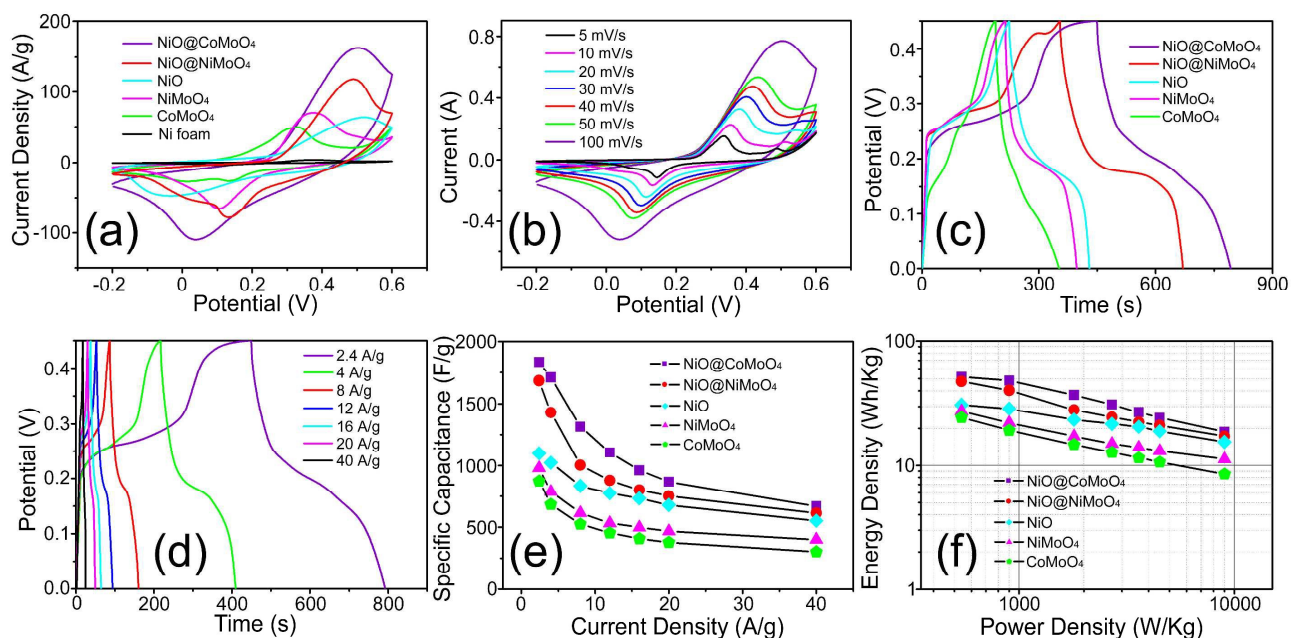 200
100
0
-100
Current Density (A/g)
NiO@CoMoO₄
NiO@NiMoO₄
NiO
NiMoO₄
CoMoO₄
Ni foam
(a)
-0.2 0.0 0.2 0.4 0.6
Potential (V)
0.8
0.4
0.0
-0.4
Current (A)
5 mV/s
10 mV/s
20 mV/s
30 mV/s
40 mV/s
50 mV/s
100 mV/s
(b)
-0.2 0.0 0.2 0.4 0.6
Potential (V)
0.4
0.3
0.2
0.1
0.0
Potential (V)
NiO@CoMoO₄
NiO@NiMoO₄
NiO
NiMoO₄
CoMoO₄
(c)
0 300 600 900
Time (s)
0.4
0.3
0.2
0.1
0.0
Potential (V)
2.4 A/g
4 A/g
8 A/g
12 A/g
16 A/g
20 A/g
40 A/g
(d)
0 200 400 600 800
Time (s)
2000
1750
1500
1250
1000
750
500
250
0
Specific Capacitance (F/g)
NiO@CoMoO₄
NiO@NiMoO₄
NiO
NiMoO₄
CoMoO₄
(e)
0 10 20 30 40
Current Density (A/g)
100
10
1
Energy Density (Wh/Kg)
NiO@CoMoO₄
NiO@NiMoO₄
NiO
NiMoO₄
CoMoO₄
(f)
1000 10000
Power Density (W/Kg)